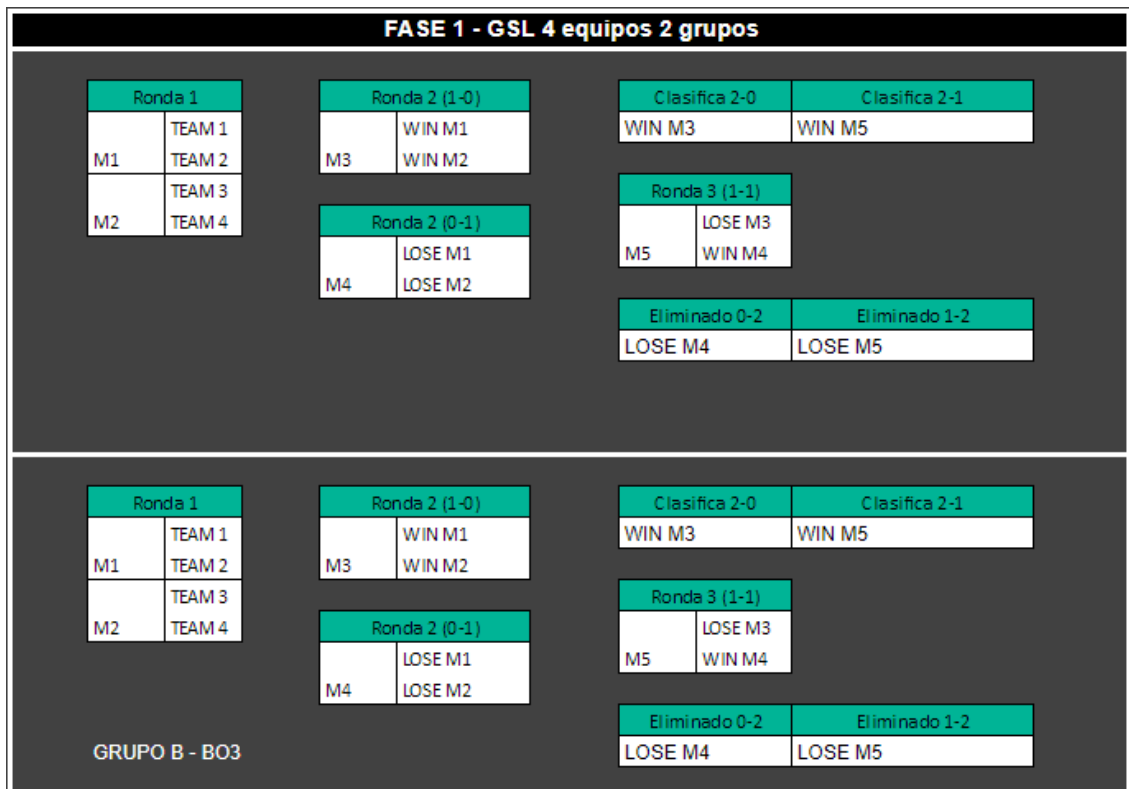 FASE 1 - GSL 4 equipos 2 grupos
Ronda 1
TEAM 1
M1 TEAM 2
TEAM 3
M2 TEAM 4
Ronda 2 (1-0)
WIN M1
M3 WIN M2
Ronda 2 (0-1)
LOSE M1
M4 LOSE M2
Clasifica 2-0 Clasifica 2-1
WIN M3 WIN M5
Ronda 3 (1-1)
LOSE M3
M5 WIN M4
Eliminado 0-2 Eliminado 1-2
LOSE M4 LOSE M5
Ronda 1
TEAM 1
M1 TEAM 2
TEAM 3
M2 TEAM 4
Ronda 2 (1-0)
WIN M1
M3 WIN M2
Ronda 2 (0-1)
LOSE M1
M4 LOSE M2
Clasifica 2-0 Clasifica 2-1
WIN M3 WIN M5
Ronda 3 (1-1)
LOSE M3
M5 WIN M4
Eliminado 0-2 Eliminado 1-2
LOSE M4 LOSE M5
GRUPO B - BO3